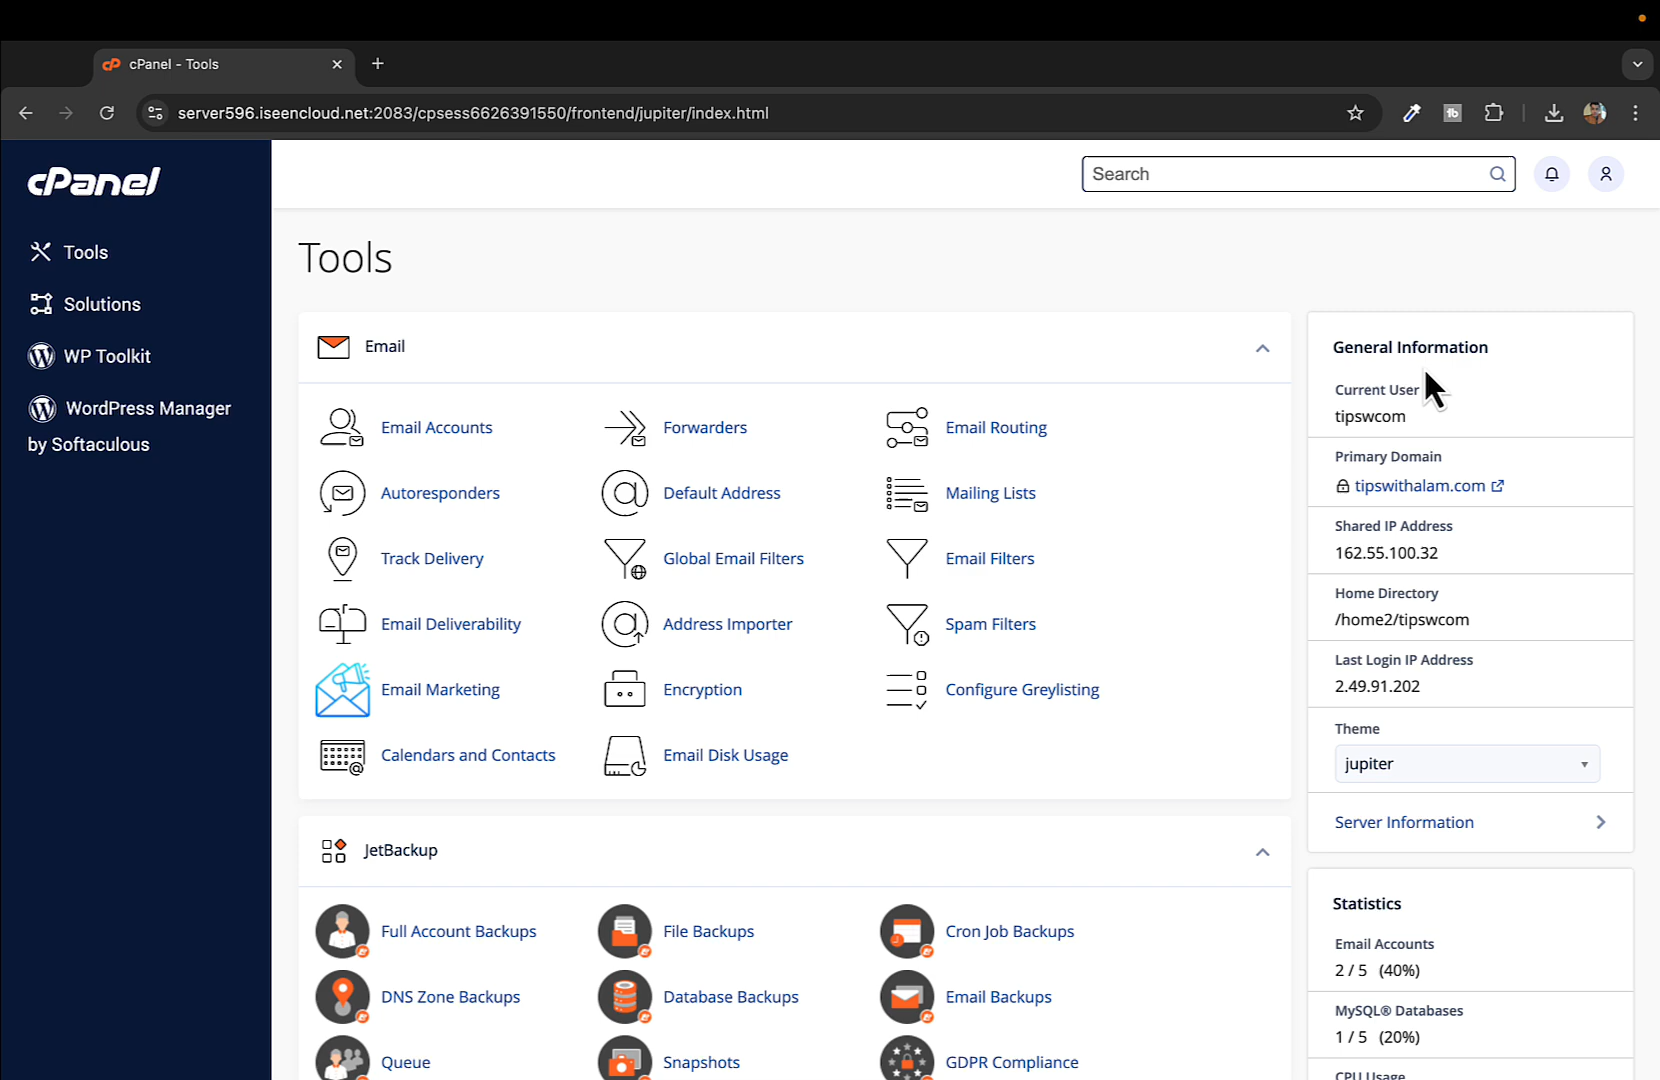 cPanel - Tools
server596.iseencloud.net:2083/cpsess6626391550/frontend/jupiter/index.html
cPanel
Search
Tools
Solutions
WP Toolkit
WordPress Manager
by Softaculous
Tools
Email
Email Accounts
Forwarders
Email Routing
Autoresponders
Default Address
Mailing Lists
Track Delivery
Global Email Filters
Email Filters
Email Deliverability
Address Importer
Spam Filters
Email Marketing
Encryption
Configure Greylisting
Calendars and Contacts
Email Disk Usage
JetBackup
Full Account Backups
File Backups
Cron Job Backups
DNS Zone Backups
Database Backups
Email Backups
Queue
Snapshots
GDPR Compliance
General Information
Current User
tipswcom
Primary Domain
tipswithalam.com
Shared IP Address
162.55.100.32
Home Directory
/home2/tipswcom
Last Login IP Address
2.49.91.202
Theme
jupiter
Server Information
Statistics
Email Accounts
2 / 5 (40%)
MySQL® Databases
1 / 5 (20%)
CPU Usage